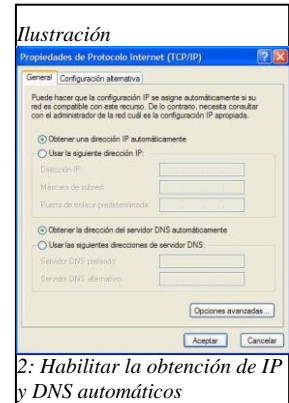 Ilustración
Propiedades de Protocolo Internet (TCP/IP)
General
Configuración alternativa
Puede hacer que la configuración IP se asigne automáticamente si su
red es compatible con este recurso. De lo contrario, necesita consultar
con el administrador de la red cuál es la configuración IP apropiada.
Obtener una dirección IP automáticamente
Usar la siguiente dirección IP:
Dirección IP:
Máscara de subred:
Puerta de enlace predeterminada:
Obtener la dirección del servidor DNS automáticamente
Usar las siguientes direcciones de servidor DNS:
Servidor DNS preferido:
Servidor DNS alternativo:
Opciones avanzadas...
Aceptar
Cancelar
2: Habilitar la obtención de IP
y DNS automáticos